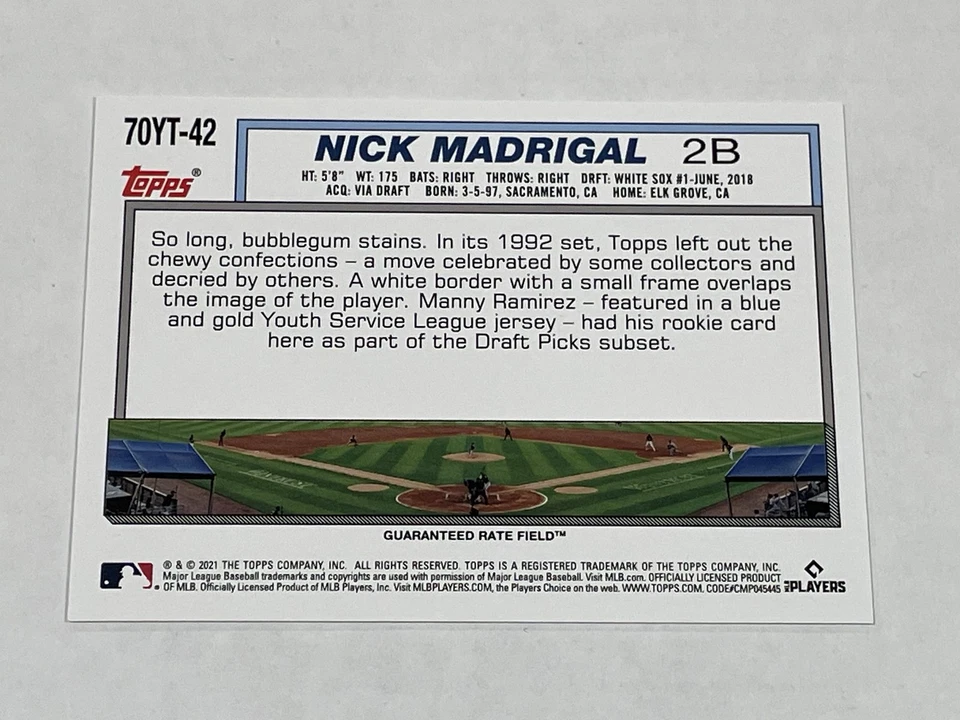 70YT-42
Topps®
NICK MADRIGAL 2B
HT: 5'8" WT: 175 BATS: RIGHT THROWS: RIGHT DRFT: WHITE SOX #1-JUNE, 2018
ACQ: VIA DRAFT BORN: 3-5-97, SACRAMENTO, CA HOME: ELK GROVE, CA
So long, bubblegum stains. In its 1992 set, Topps left out the
chewy confections – a move celebrated by some collectors and
decried by others. A white border with a small frame overlaps
the image of the player. Manny Ramirez – featured in a blue
and gold Youth Service League jersey – had his rookie card
here as part of the Draft Picks subset.
GUARANTEED RATE FIELD™
® & © 2021 THE TOPPS COMPANY, INC. ALL RIGHTS RESERVED. TOPPS IS A REGISTERED TRADEMARK OF THE TOPPS COMPANY, INC.
Major League Baseball trademarks and copyrights are used with permission of Major League Baseball. Visit MLB.com. OFFICIALLY LICENSED PRODUCT
OF MLB. Officially Licensed Product of MLB Players, Inc. Visit MLBPLAYERS.COM, the Players Choice on the web. WWW.TOPPS.COM. CODE#CMP045445
MLBPLAYERS